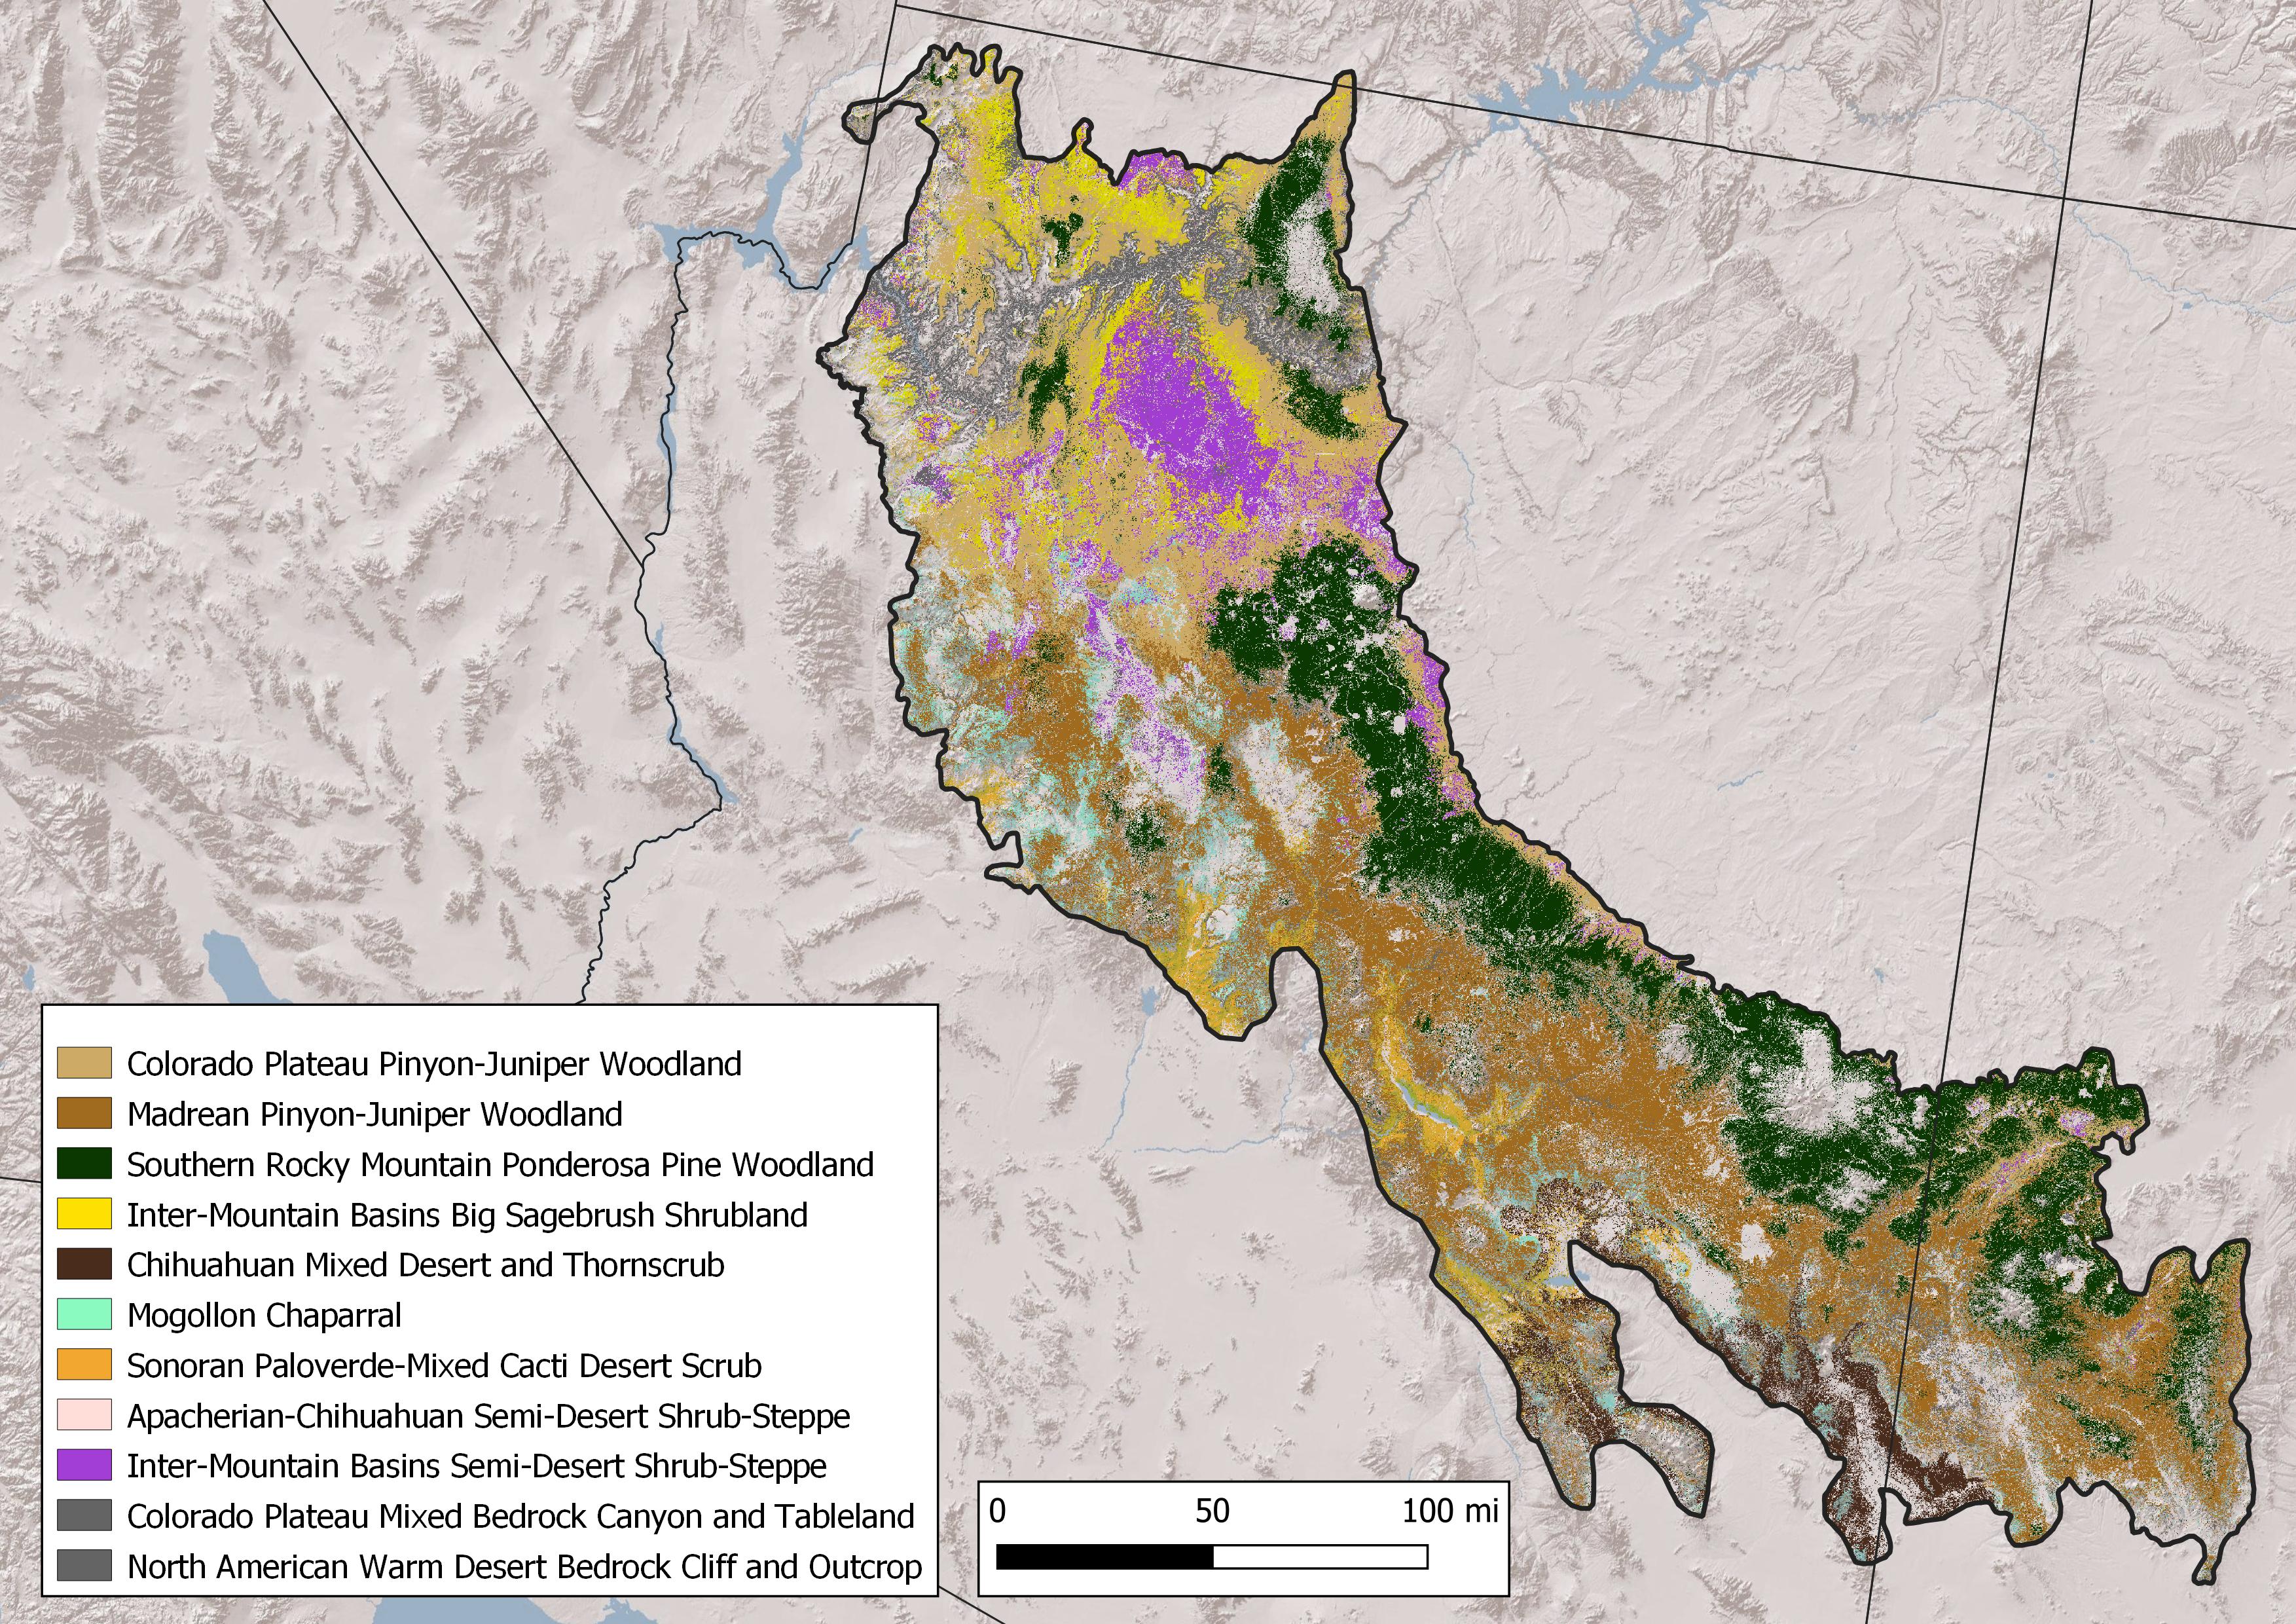 Colorado Plateau Pinyon-Juniper Woodland
Madrean Pinyon-Juniper Woodland
Southern Rocky Mountain Ponderosa Pine Woodland
Inter-Mountain Basins Big Sagebrush Shrubland
Chihuahuan Mixed Desert and Thornscrub
Mogollon Chaparral
Sonoran Paloverde-Mixed Cacti Desert Scrub
Apacherian-Chihuahuan Semi-Desert Shrub-Steppe
Inter-Mountain Basins Semi-Desert Shrub-Steppe
Colorado Plateau Mixed Bedrock Canyon and Tableland
North American Warm Desert Bedrock Cliff and Outcrop
0 50 100 mi